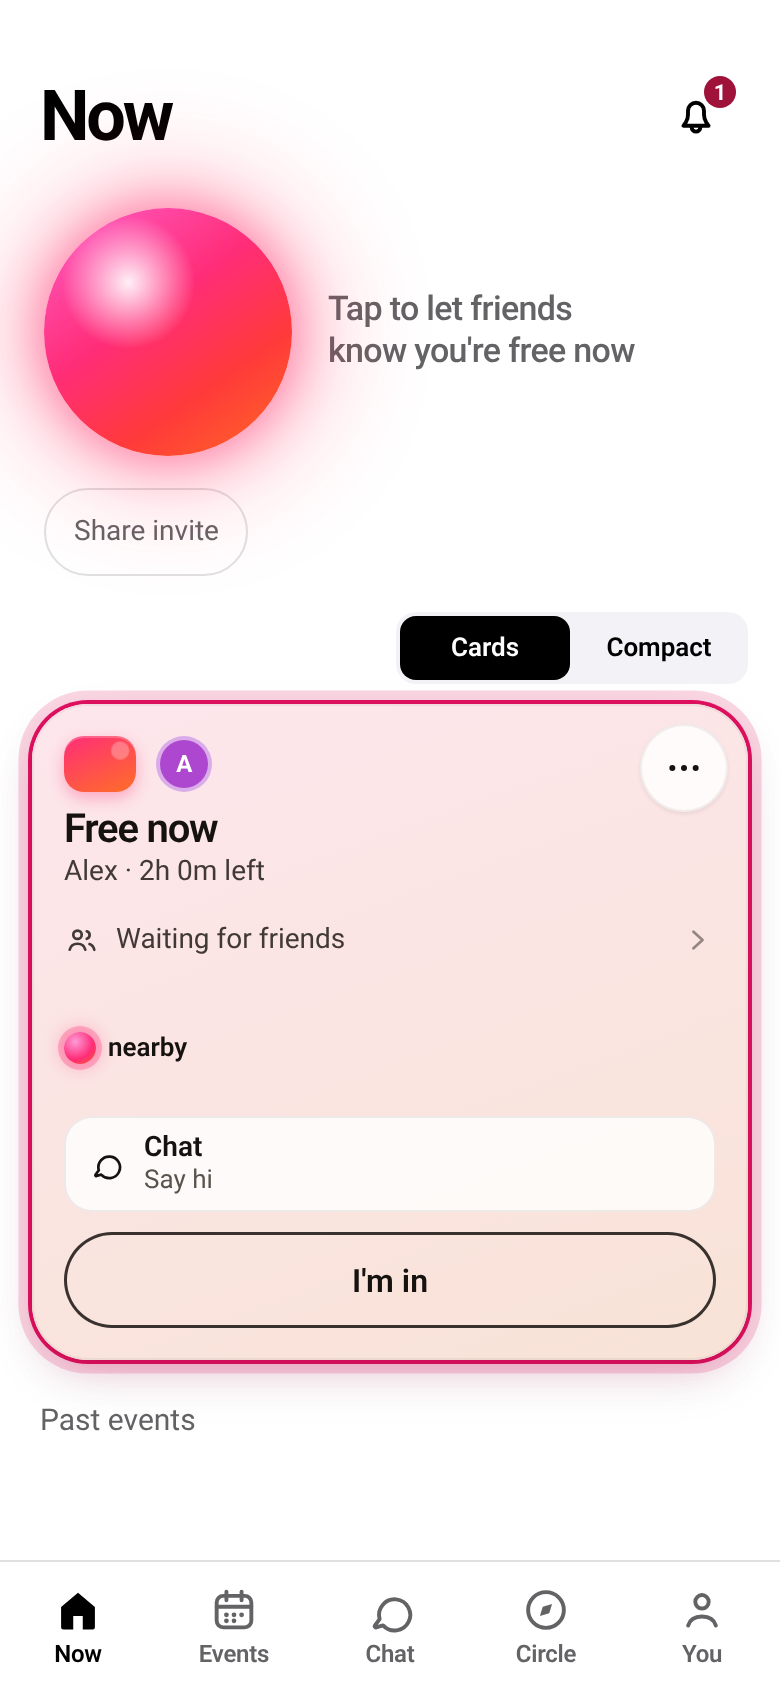 Now
1
Tap to let friends
know you're free now
Share invite
Cards
Compact
A
Free now
Alex · 2h 0m left
Waiting for friends
nearby
Chat
Say hi
I'm in
Past events
Now
Events
Chat
Circle
You